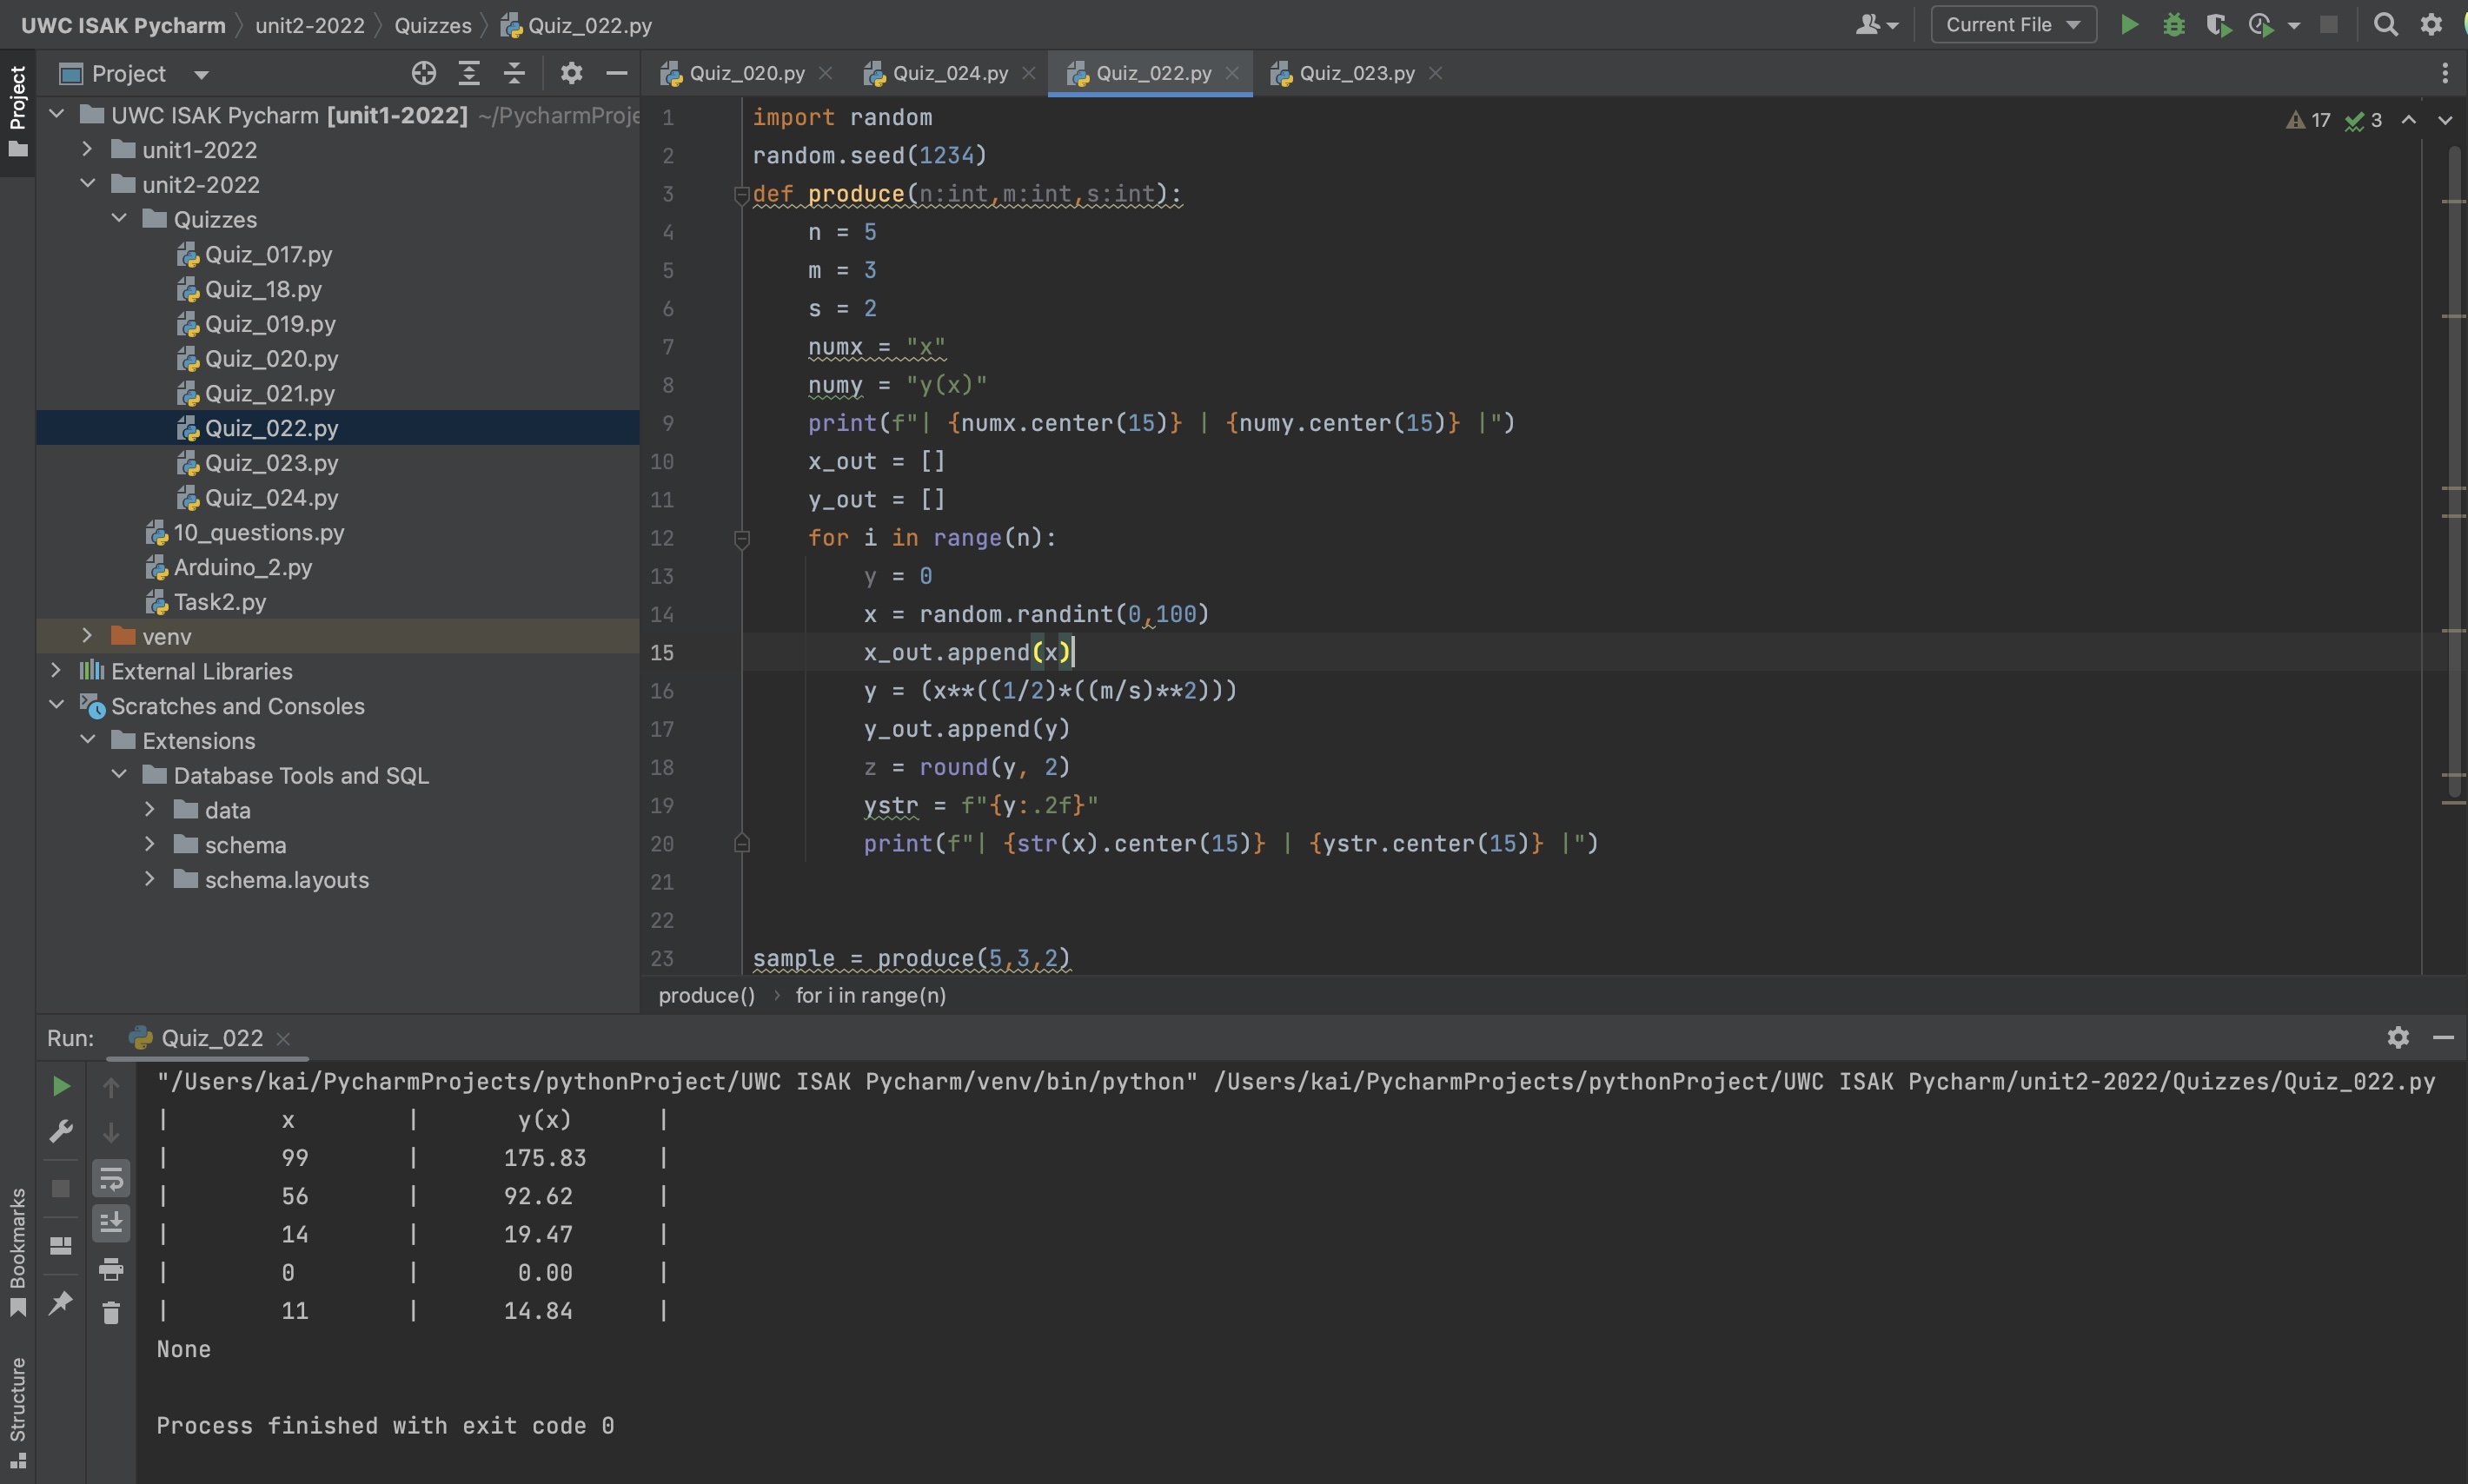 UWC ISAK Pycharm unit2-2022 Quizzes Quiz_022.py
Current File
Project
Project
Quiz_020.py Quiz_024.py Quiz_022.py Quiz_023.py
UWC ISAK Pycharm [unit1-2022] ~/PycharmProje
unit1-2022
unit2-2022
Quizzes
Quiz_017.py
Quiz_18.py
Quiz_019.py
Quiz_020.py
Quiz_021.py
Quiz_022.py
Quiz_023.py
Quiz_024.py
10_questions.py
Arduino_2.py
Task2.py
venv
External Libraries
Scratches and Consoles
Extensions
Database Tools and SQL
data
schema
schema.layouts
17 3
1 import random
2 random.seed(1234)
3 def produce(n:int,m:int,s:int):
4 n = 5
5 m = 3
6 s = 2
7 numx = "x"
8 numy = "y(x)"
9 print(f"| {numx.center(15)} | {numy.center(15)} |")
10 x_out = []
11 y_out = []
12 for i in range(n):
13 y = 0
14 x = random.randint(0,100)
15 x_out.append(x)
16 y = (x**((1/2)*((m/s)**2)))
17 y_out.append(y)
18 z = round(y, 2)
19 ystr = f"{y:.2f}"
20 print(f"| {str(x).center(15)} | {ystr.center(15)} |")
21
22
23 sample = produce(5,3,2)
produce() › for i in range(n)
Run: Quiz_022
"/Users/kai/PycharmProjects/pythonProject/UWC ISAK Pycharm/venv/bin/python" /Users/kai/PycharmProjects/pythonProject/UWC ISAK Pycharm/unit2-2022/Quizzes/Quiz_022.py
| x | y(x) |
| 99 | 175.83 |
| 56 | 92.62 |
| 14 | 19.47 |
| 0 | 0.00 |
| 11 | 14.84 |
None
Process finished with exit code 0
Bookmarks
Structure